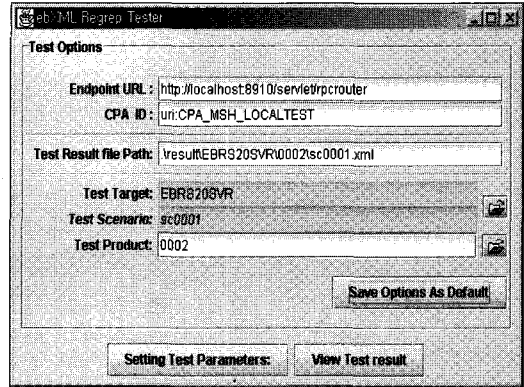 ebXML Regrep Tester
Test Options
Endpoint URL : http://localhost:8910/servlet/rpcrouter
CPA ID : uri:CPA_MSH_LOCALTEST
Test Result file Path: .\result\EBRS20SVR\0002\sc0001.xml
Test Target: EBRS20SVR
Test Scenario: sc0001
Test Product: 0002
Save Options As Default
Setting Test Parameters:
View Test result